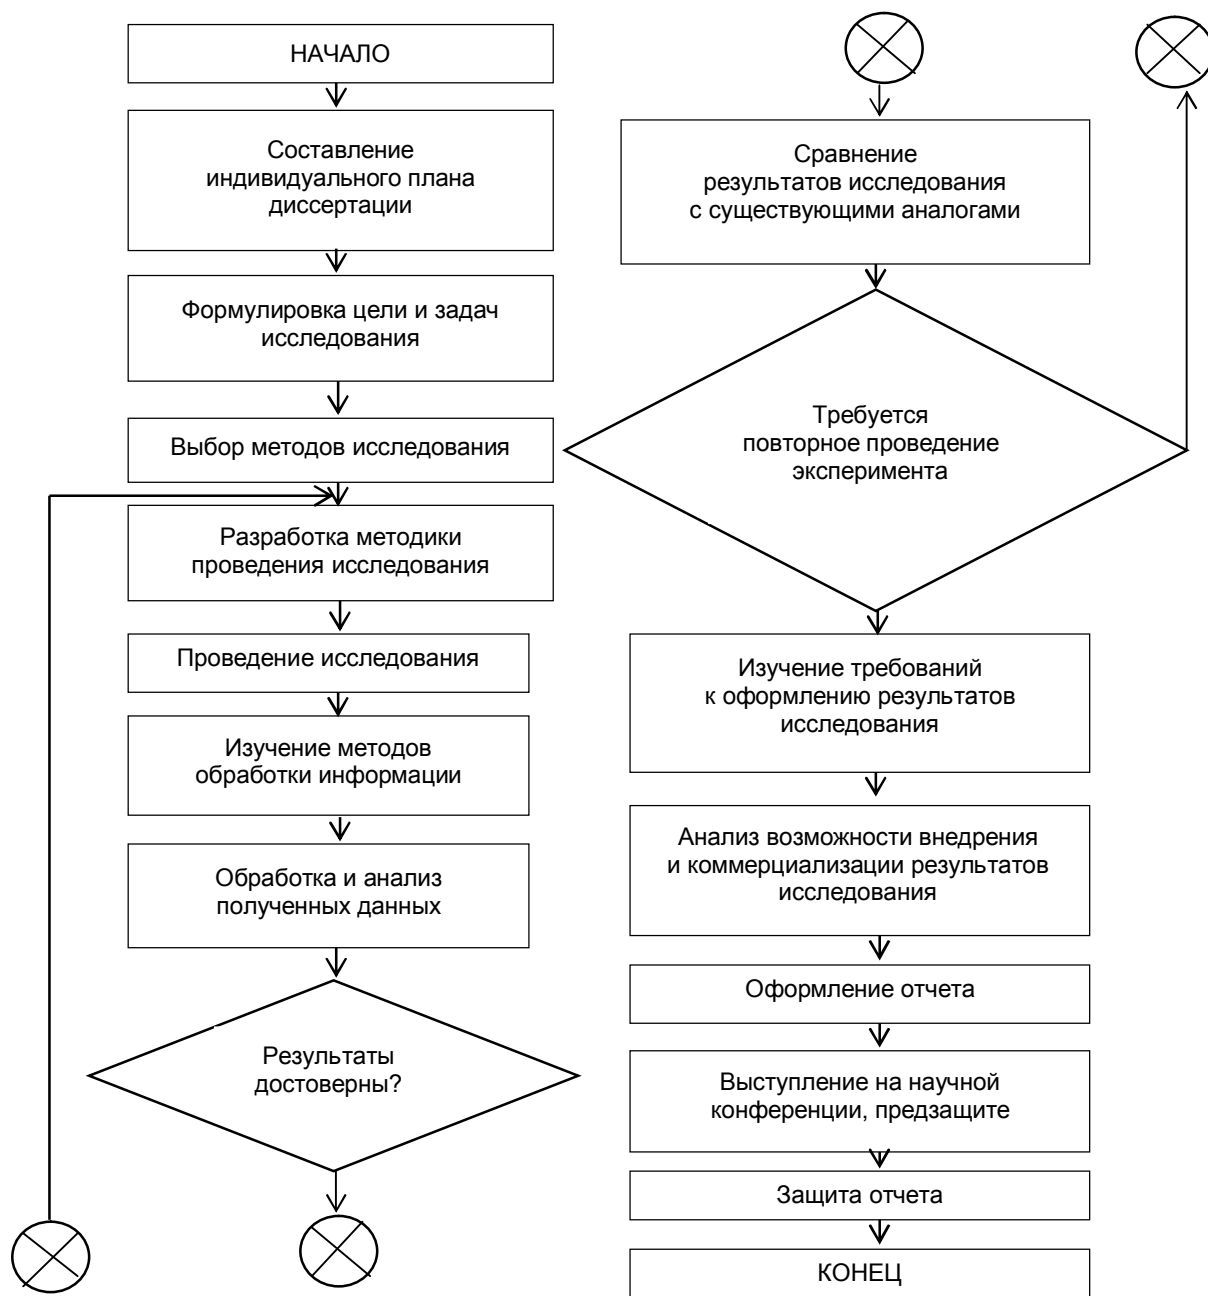 НАЧАЛО
Составление
индивидуального плана
диссертации
Формулировка цели и задач
исследования
Выбор методов исследования
Разработка методики
проведения исследования
Проведение исследования
Изучение методов
обработки информации
Обработка и анализ
полученных данных
Результаты
достоверны?
Сравнение
результатов исследования
с существующими аналогами
Требуется
повторное проведение
эксперимента
Изучение требований
к оформлению результатов
исследования
Анализ возможности внедрения
и коммерциализации результатов
исследования
Оформление отчета
Выступление на научной
конференции, предзащите
Защита отчета
КОНЕЦ